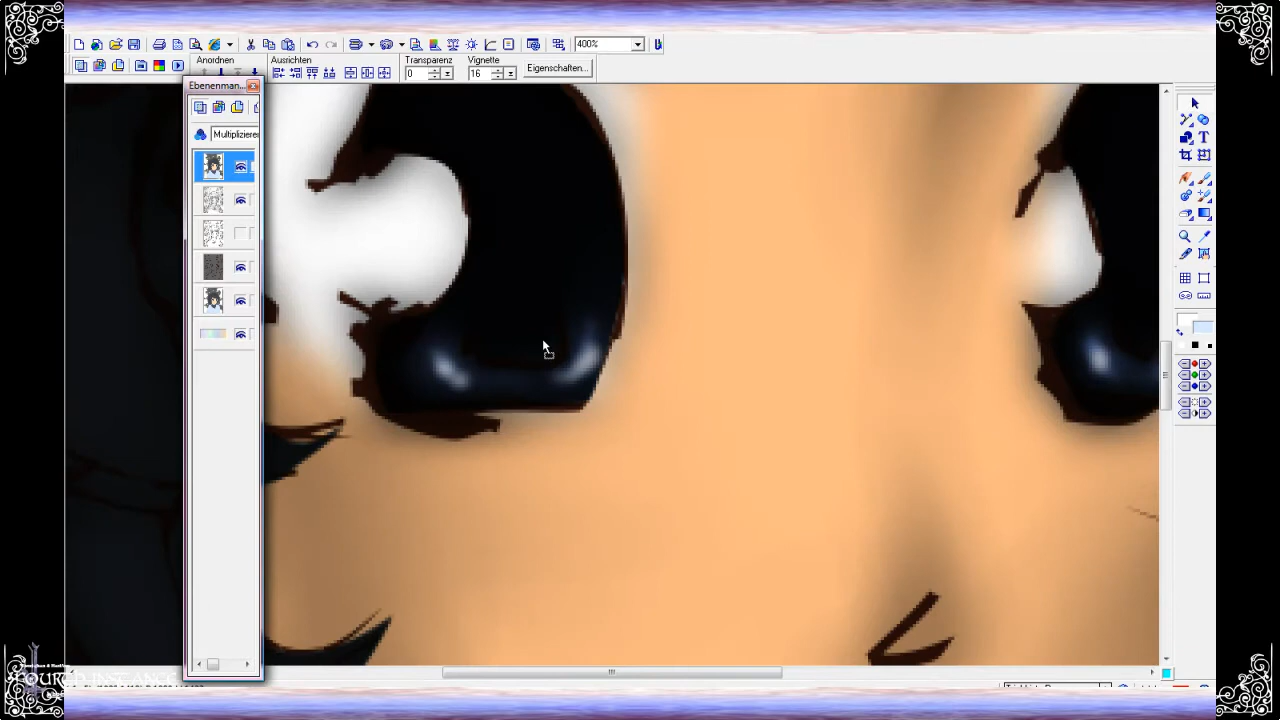 400%
Anordnen
Ausrichten
Transparenz
Vignette
0
16
Eigenschaften...
Ebenenman...
Multiplizieren